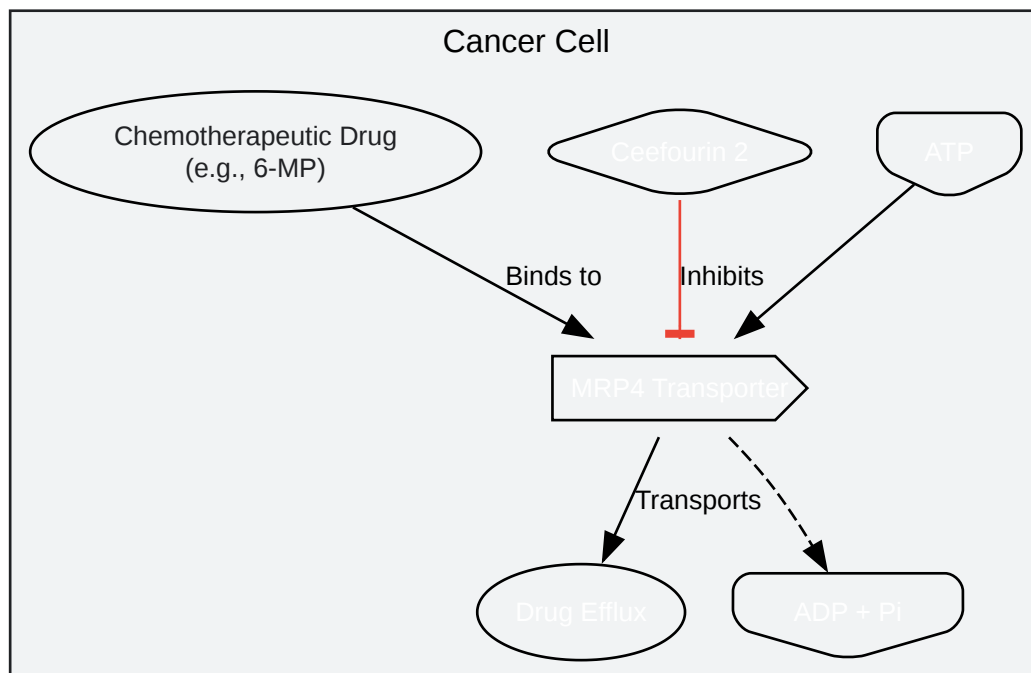 Cancer Cell
Chemotherapeutic Drug
(e.g., 6-MP)
Ceefourin 2
ATP
Binds to
Inhibits
MRP4 Transporter
Transports
Drug Efflux
ADP + Pi